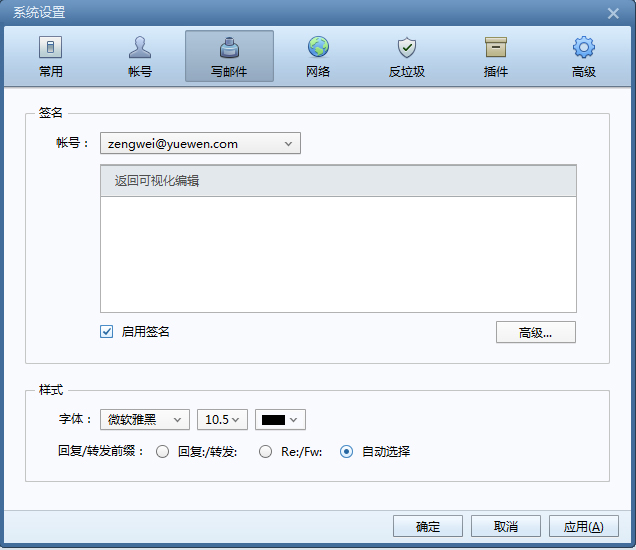 系统设置
常用 帐号 写邮件 网络 反垃圾 插件 高级
签名
帐号： zengwei@yuewen.com
返回可视化编辑
启用签名 高级...
样式
字体： 微软雅黑 10.5
回复/转发前缀： 回复:/转发: Re:/Fw: 自动选择
确定 取消 应用(A)